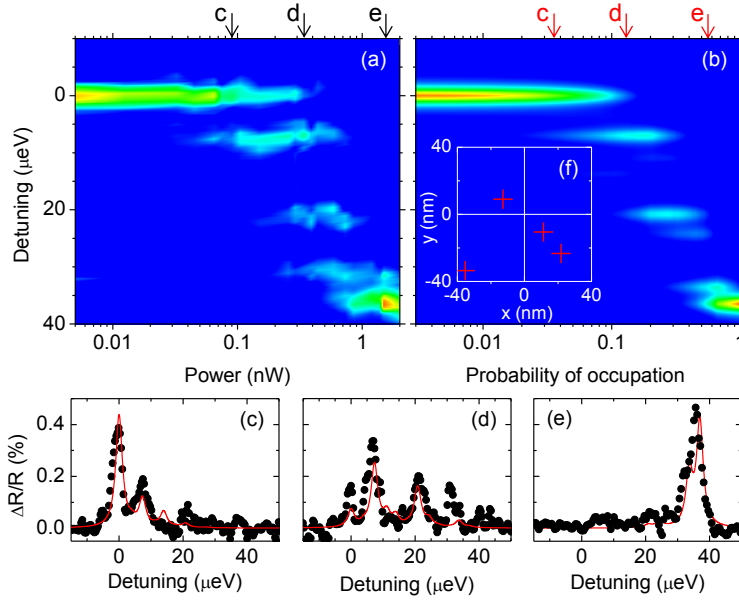 c d e c d e
(a) (b)
Detuning (μeV)
0
10
20
30
40
0.01 0.1 1
Power (nW)
0.01 0.1 1
Probability of occupation
(f)
40
0
-40
y (nm)
-40 0 40
x (nm)
(c) (d) (e)
ΔR/R (%)
0.4
0.2
0.0
0 20 40
0 20 40
0 20 40
Detuning (μeV) Detuning (μeV) Detuning (μeV)